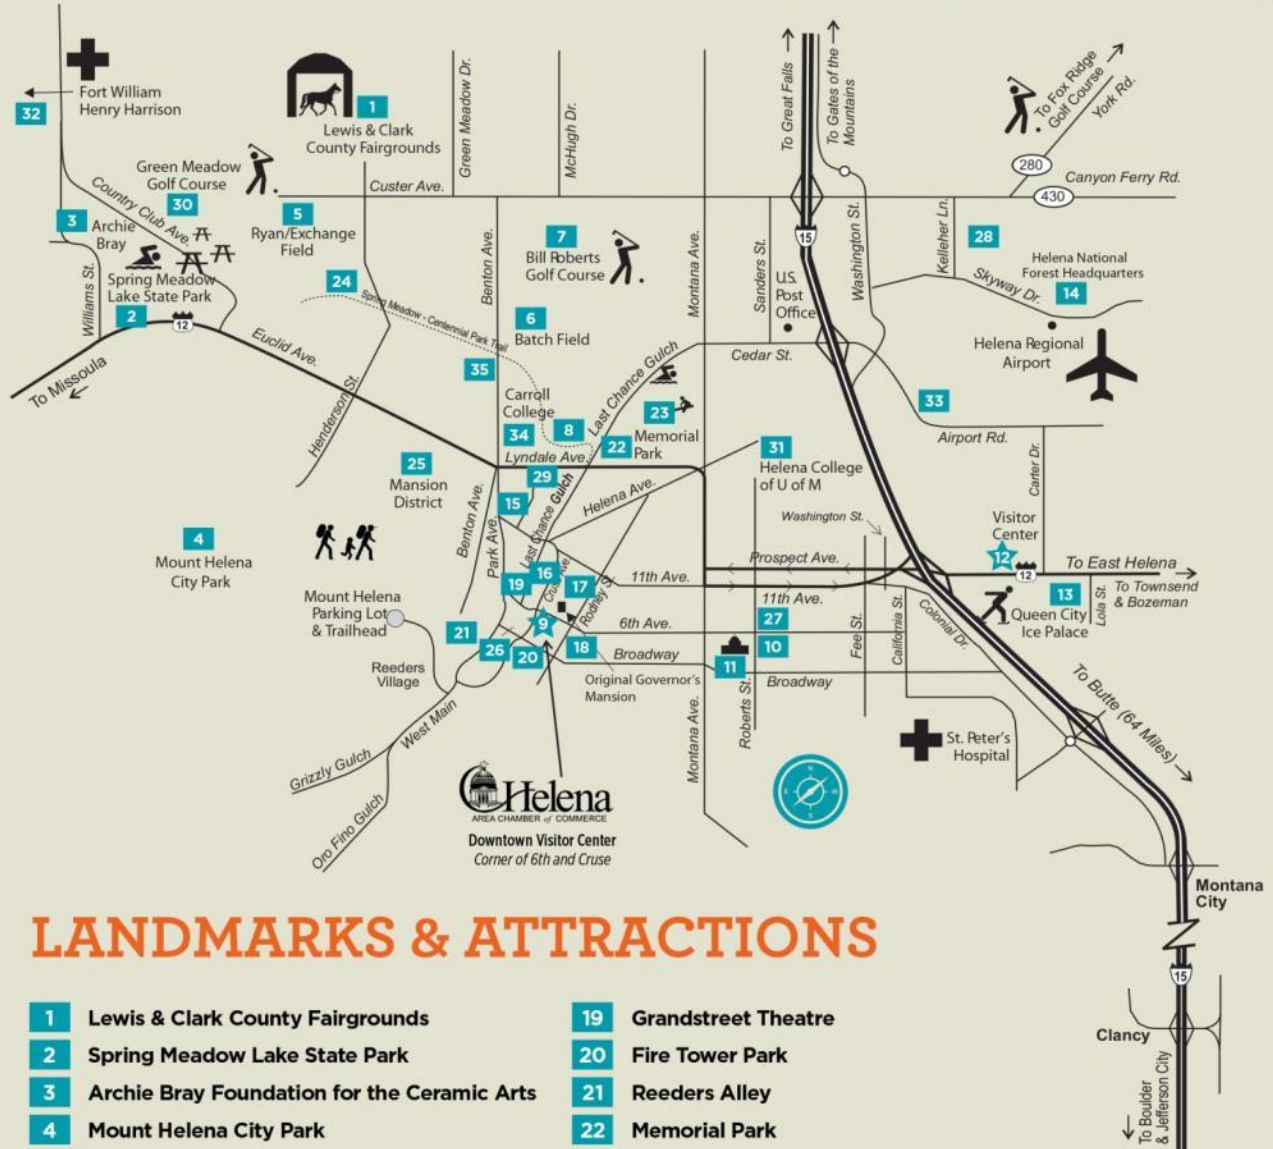 Fort William
Henry Harrison
32
1
Lewis & Clark
County Fairgrounds
Green Meadow Dr.
McHugh Dr.
To Great Falls
To Gates of the
Mountains
To Fox Ridge
Golf Course
York Rd.
280
430
Canyon Ferry Rd.
Custer Ave.
Green Meadow
Golf Course
30
Country Club Ave.
3
Archie
Bray
5
Ryan/Exchange
Field
7
Bill Roberts
Golf Course
Benton Ave.
Montana Ave.
Sanders St.
15
Washington St.
Kelleher Ln.
28
Helena National
Forest Headquarters
14
Skyway Dr.
Williams St.
Spring Meadow
Lake State Park
2
12
24
Spring Meadow - Centennial Park Trail
6
Batch Field
U.S.
Post
Office
Helena Regional
Airport
To Missoula
Euclid Ave.
Henderson St.
35
Last Chance Gulch
Cedar St.
33
Airport Rd.
Carroll
College
34
8
23
22
Memorial
Park
Lyndale Ave.
31
Helena College
of U of M
Carter Dr.
25
Mansion
District
29
15
Benton Ave.
Park Ave.
Last Chance Gulch
Helena Ave.
Washington St.
Visitor
Center
12
12
To East Helena
4
Mount Helena
City Park
Prospect Ave.
11th Ave.
11th Ave.
To Townsend
& Bozeman
13
Queen City
Ice Palace
Lola St.
Mount Helena
Parking Lot
& Trailhead
19
16
17
Cruse Ave
Rodney St.
9
6th Ave.
27
10
Fee St.
California St.
Colonial Dr.
21
26
20
18
Broadway
11
Broadway
Reeders
Village
Original Governor's
Mansion
Roberts St.
Montana Ave.
To Butte (64 Miles)
West Main
Grizzly Gulch
Oro Fino Gulch
St. Peter's
Hospital
N
E
W
S
Helena
AREA CHAMBER of COMMERCE
Downtown Visitor Center
Corner of 6th and Cruse
Montana
City
15
Clancy
To Boulder
& Jefferson City
LANDMARKS & ATTRACTIONS
1 Lewis & Clark County Fairgrounds
2 Spring Meadow Lake State Park
3 Archie Bray Foundation for the Ceramic Arts
4 Mount Helena City Park
19 Grandstreet Theatre
20 Fire Tower Park
21 Reeders Alley
22 Memorial Park